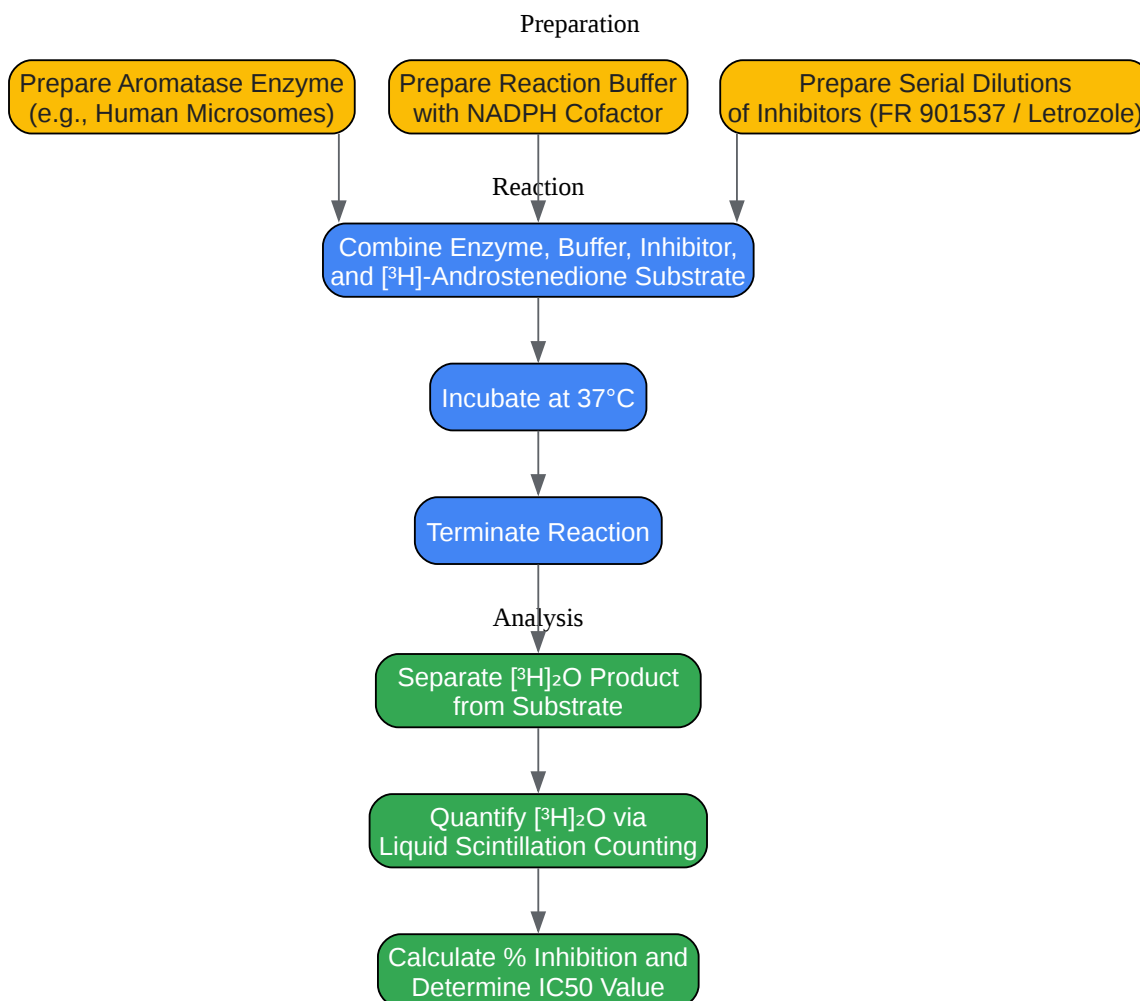 Preparation
Prepare Aromatase Enzyme
(e.g., Human Microsomes)
Prepare Reaction Buffer
with NADPH Cofactor
Prepare Serial Dilutions
of Inhibitors (FR 901537 / Letrozole)
Reaction
Combine Enzyme, Buffer, Inhibitor,
and [³H]-Androstenedione Substrate
Incubate at 37°C
Terminate Reaction
Analysis
Separate [³H]₂O Product
from Substrate
Quantify [³H]₂O via
Liquid Scintillation Counting
Calculate % Inhibition and
Determine IC50 Value